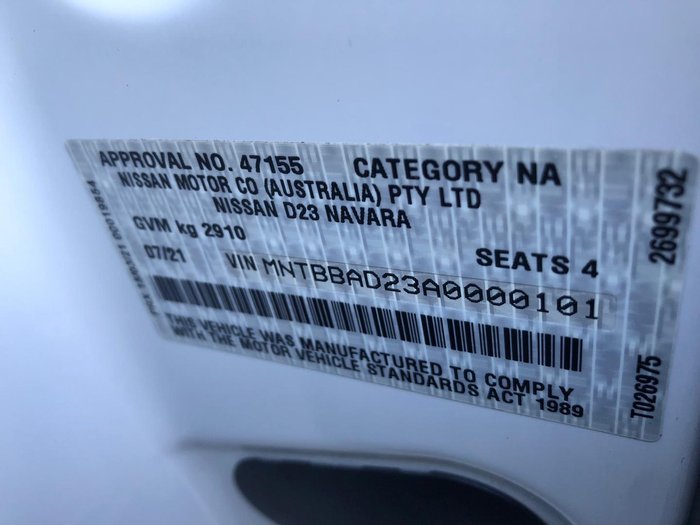 APPROVAL NO. 47155 CATEGORY NA
NISSAN MOTOR CO (AUSTRALIA) PTY LTD
NISSAN D23 NAVARA
GVM kg 2910
SEATS 4
07/21 VIN MNTBBAD23A0000101
THIS VEHICLE WAS MANUFACTURED TO COMPLY
WITH THE MOTOR VEHICLE STANDARDS ACT 1989
2699732
T026975